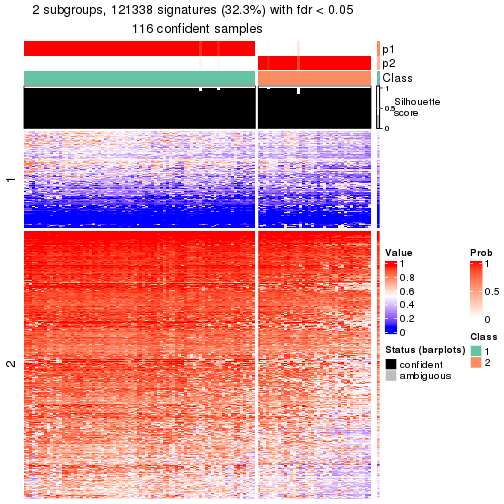 2 subgroups, 121338 signatures (32.3%) with fdr < 0.05
116 confident samples
p1
p2
Class
1
0.5
0
Silhouette
score
1
2
Value
1
0.8
0.6
0.4
0.2
0
Prob
1
0.5
0
Status (barplots)
confident
ambiguous
Class
1
2